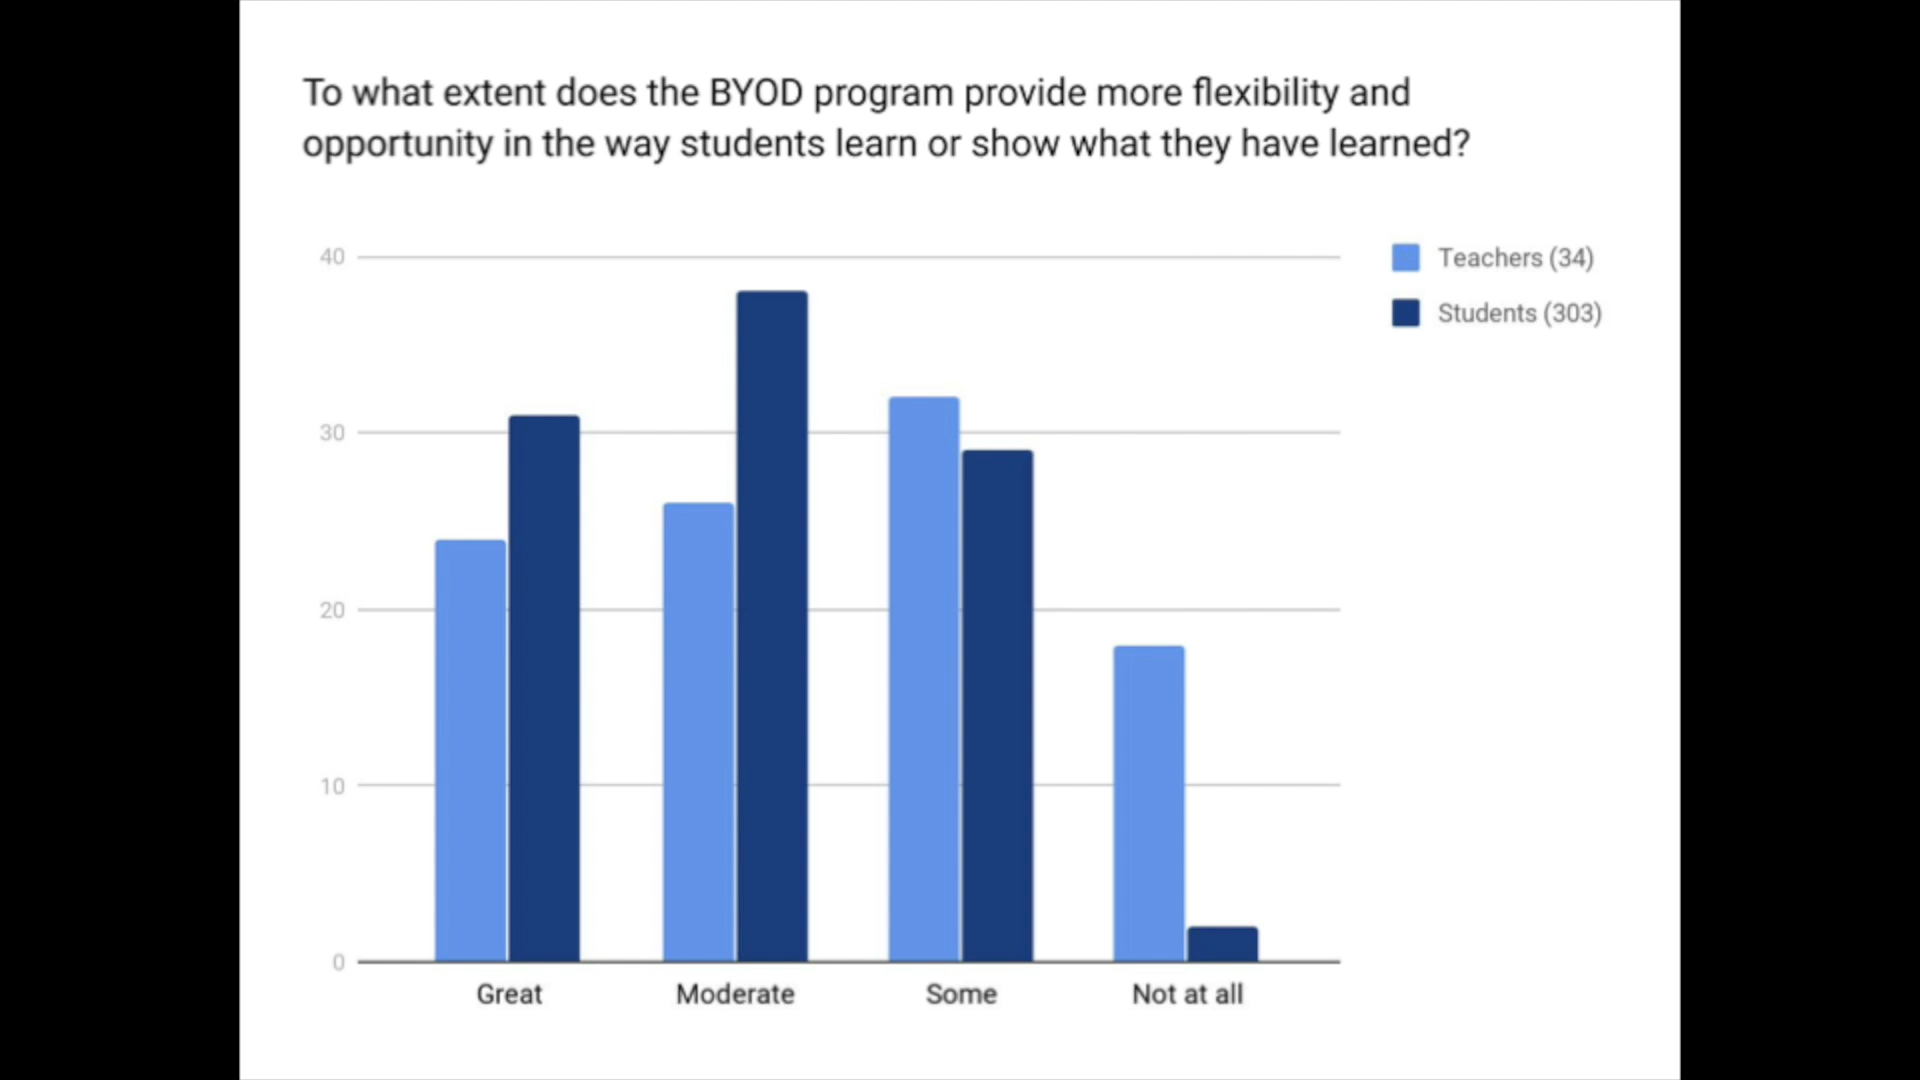 To what extent does the BYOD program provide more flexibility and
opportunity in the way students learn or show what they have learned?
40
30
20
10
0
Teachers (34)
Students (303)
Great
Moderate
Some
Not at all